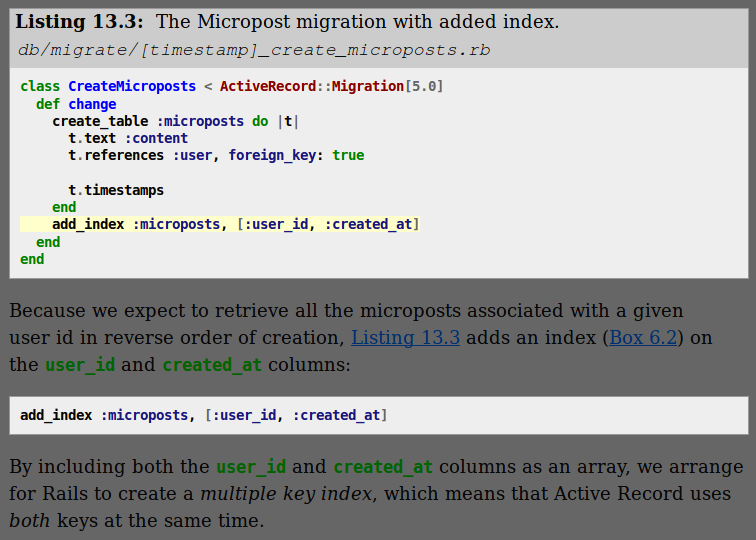 Listing 13.3: The Micropost migration with added index.
db/migrate/[timestamp]_create_microposts.rb
class CreateMicroposts < ActiveRecord::Migration[5.0]
  def change
    create_table :microposts do |t|
      t.text :content
      t.references :user, foreign_key: true
      t.timestamps
    end
    add_index :microposts, [:user_id, :created_at]
  end
end
Because we expect to retrieve all the microposts associated with a given
user id in reverse order of creation, Listing 13.3 adds an index (Box 6.2) on
the user_id and created_at columns:
add_index :microposts, [:user_id, :created_at]
By including both the user_id and created_at columns as an array, we arrange
for Rails to create a multiple key index, which means that Active Record uses
both keys at the same time.